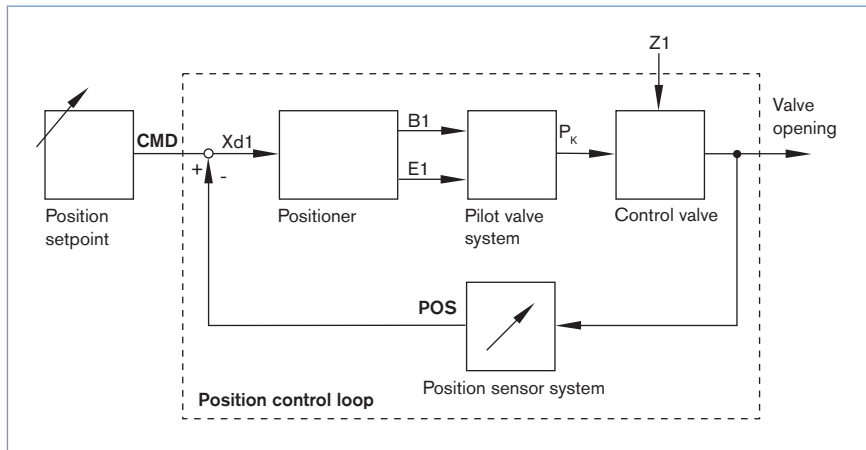 Z1
Valve
opening
B1
CMD
Xd1
P_K
+
-
E1
Position
setpoint
Positioner
Pilot valve
system
Control valve
POS
Position sensor system
Position control loop